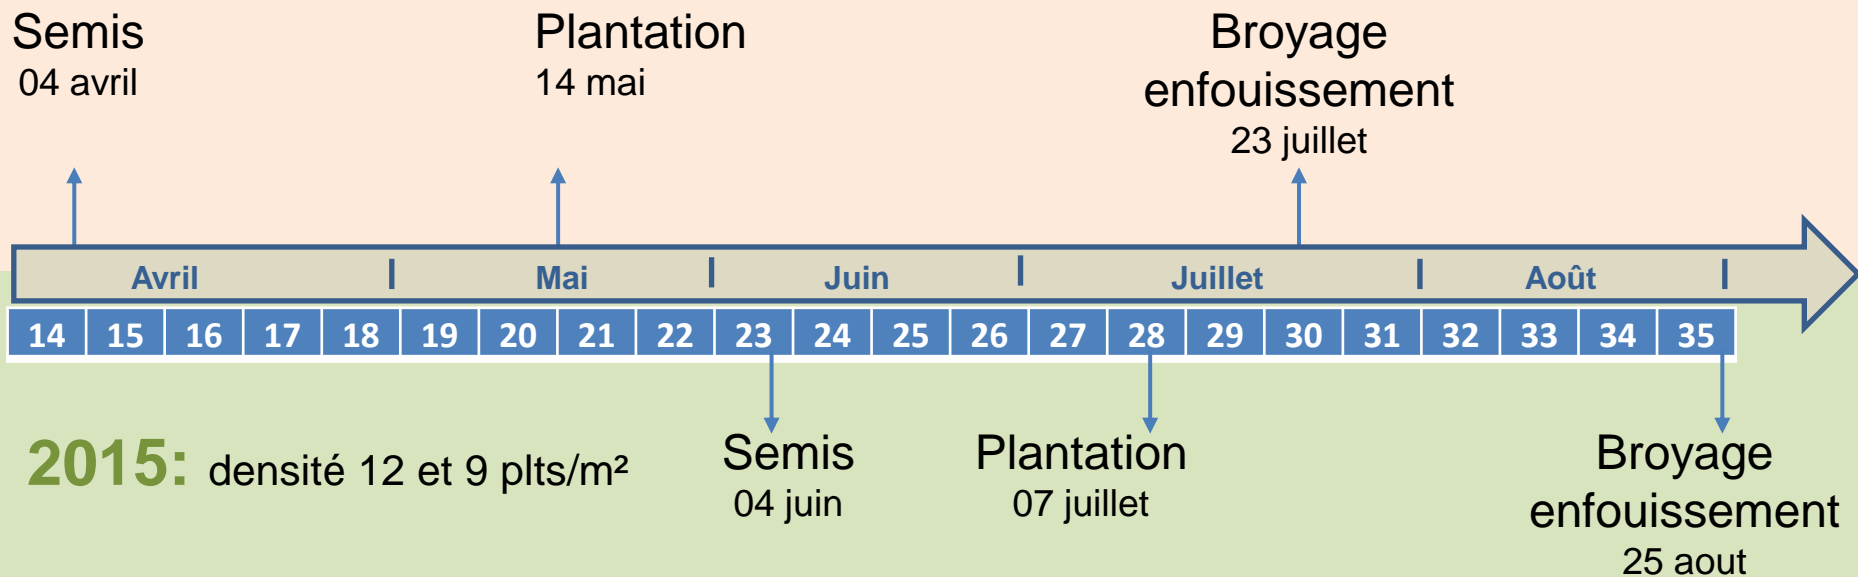 Semis
04 avril
Plantation
14 mai
Broyage
enfouissement
23 juillet
Avril I Mai I Juin I Juillet I Août I
14 15 16 17 18 19 20 21 22 23 24 25 26 27 28 29 30 31 32 33 34 35
2015: densité 12 et 9 plts/m²
Semis
04 juin
Plantation
07 juillet
Broyage
enfouissement
25 aout